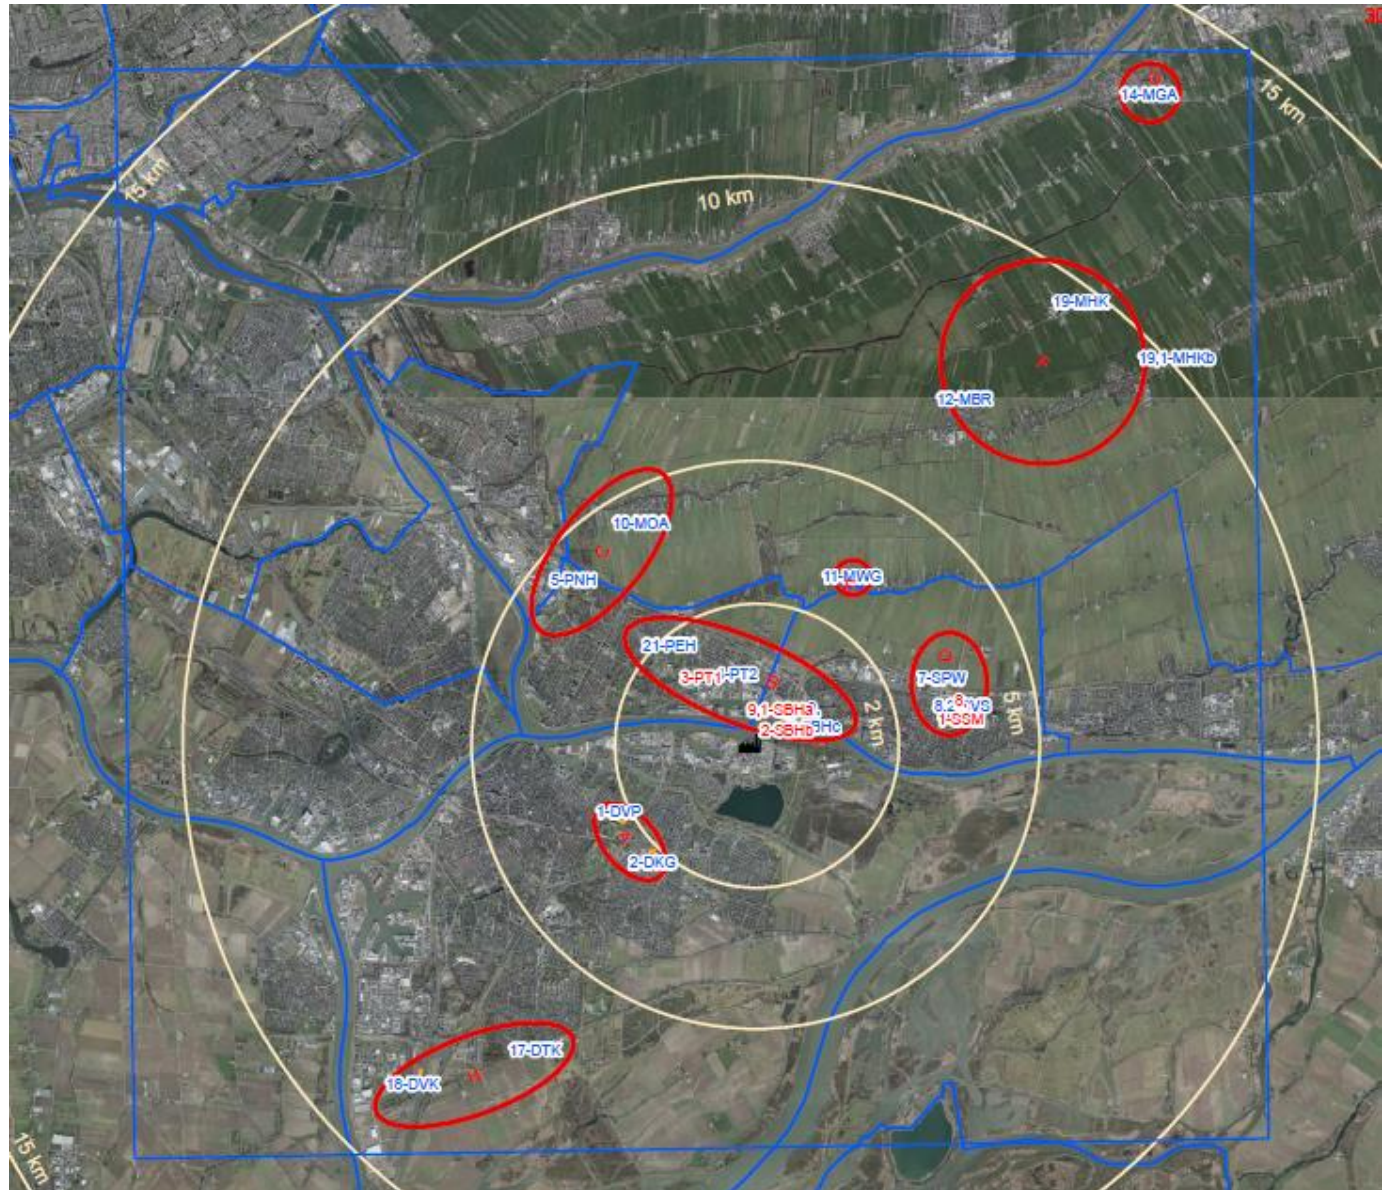 30
14-MGA
15 km
15 km
10 km
19-MHK
19,1-MHKb
12-MBR
10-MOA
5-PNH
11-MWG
21-PEH
3-PT1
1-PT2
7-SPW
1-SSM
9,1-SBHa
2-SBHb
2 km
5 km
1-DVP
2-DKG
17-DTK
18-DVK
15 km